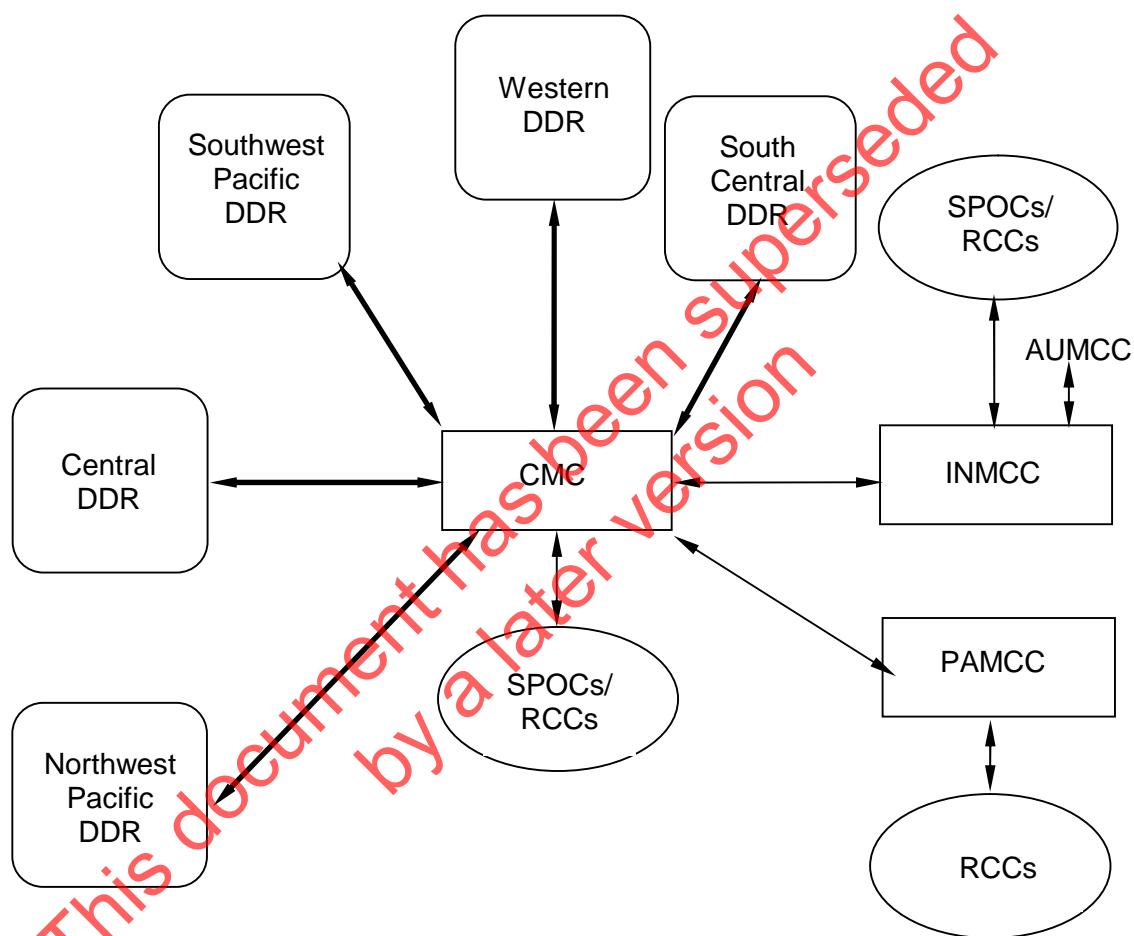 Western
DDR
Southwest
Pacific
DDR
South
Central
DDR
SPOCs/
RCCs
AUMCC
Central
DDR
CMC
INMCC
SPOCs/
RCCs
PAMCC
Northwest
Pacific
DDR
RCCs
This document has been superseded
by a later version